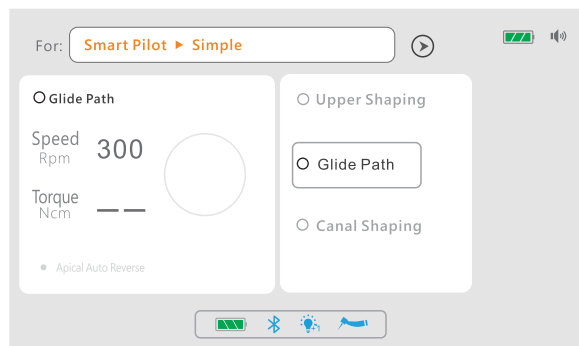 For: Smart Pilot ▶ Simple
Glide Path
Speed
Rpm
300
Torque
Ncm
— —
Apical Auto Reverse
Upper Shaping
Glide Path
Canal Shaping